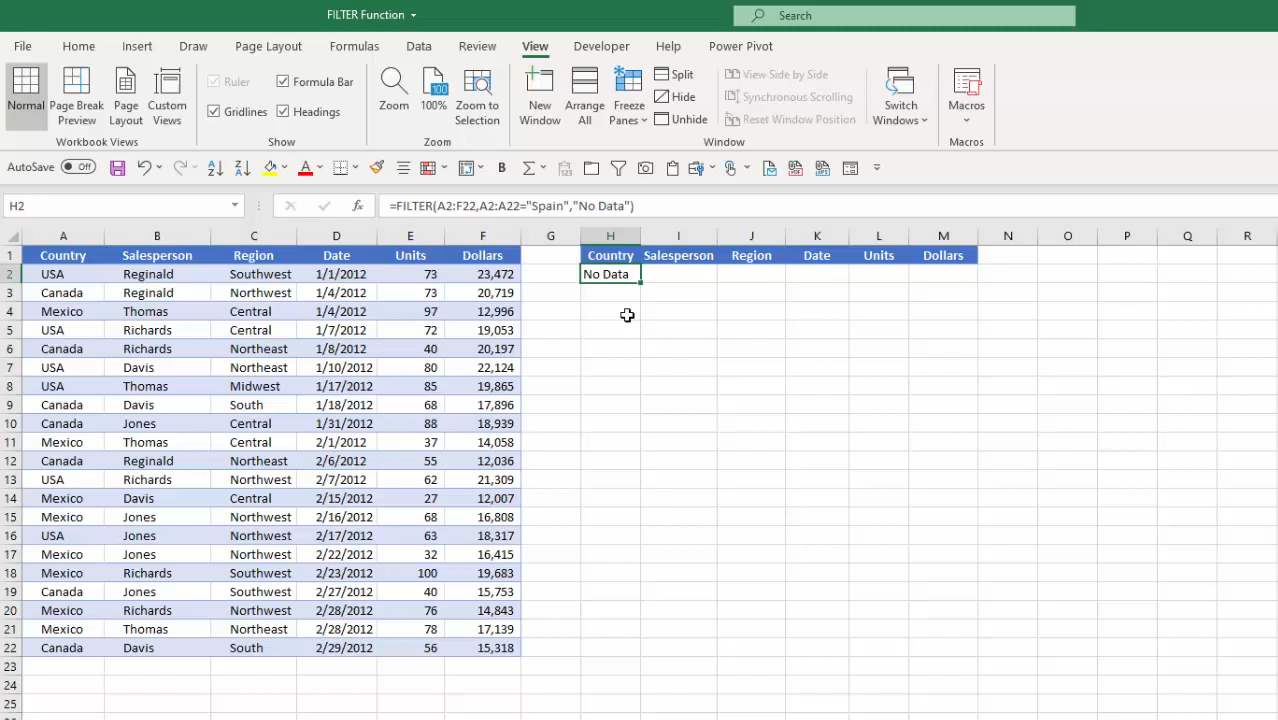 FILTER Function
Search
File Home Insert Draw Page Layout Formulas Data Review View Developer Help Power Pivot
Normal Page Break Preview Page Layout Custom Views
Workbook Views
Ruler Formula Bar
Gridlines Headings
Show
Zoom 100% Zoom to Selection
100
Zoom
New Window Arrange All Freeze Panes
Split View Side by Side
Hide Synchronous Scrolling
Unhide Reset Window Position
Switch Windows
Window
Macros
Macros
AutoSave Off
H2 fx =FILTER(A2:F22,A2:A22="Spain","No Data")
A B C D E F G H I J K L M N O P Q R
1 Country Salesperson Region Date Units Dollars Country Salesperson Region Date Units Dollars
2 USA Reginald Southwest 1/1/2012 73 23,472 No Data
3 Canada Reginald Northwest 1/4/2012 73 20,719
4 Mexico Thomas Central 1/4/2012 97 12,996
5 USA Richards Central 1/7/2012 72 19,053
6 Canada Richards Northeast 1/8/2012 40 20,197
7 USA Davis Northeast 1/10/2012 80 22,124
8 USA Thomas Midwest 1/17/2012 85 19,865
9 Canada Davis South 1/18/2012 68 17,896
10 Canada Jones Central 1/31/2012 88 18,939
11 Mexico Thomas Central 2/1/2012 37 14,058
12 Canada Reginald Northeast 2/6/2012 55 12,036
13 USA Richards Northwest 2/7/2012 62 21,309
14 Mexico Davis Central 2/15/2012 27 12,007
15 Mexico Jones Northwest 2/16/2012 68 16,808
16 USA Jones Northwest 2/17/2012 63 18,317
17 Mexico Jones Northwest 2/22/2012 32 16,415
18 Mexico Richards Southwest 2/23/2012 100 19,683
19 Canada Jones Southwest 2/27/2012 40 15,753
20 Mexico Richards Northwest 2/28/2012 76 14,843
21 Mexico Thomas Northeast 2/28/2012 78 17,139
22 Canada Davis South 2/29/2012 56 15,318
23
24
25